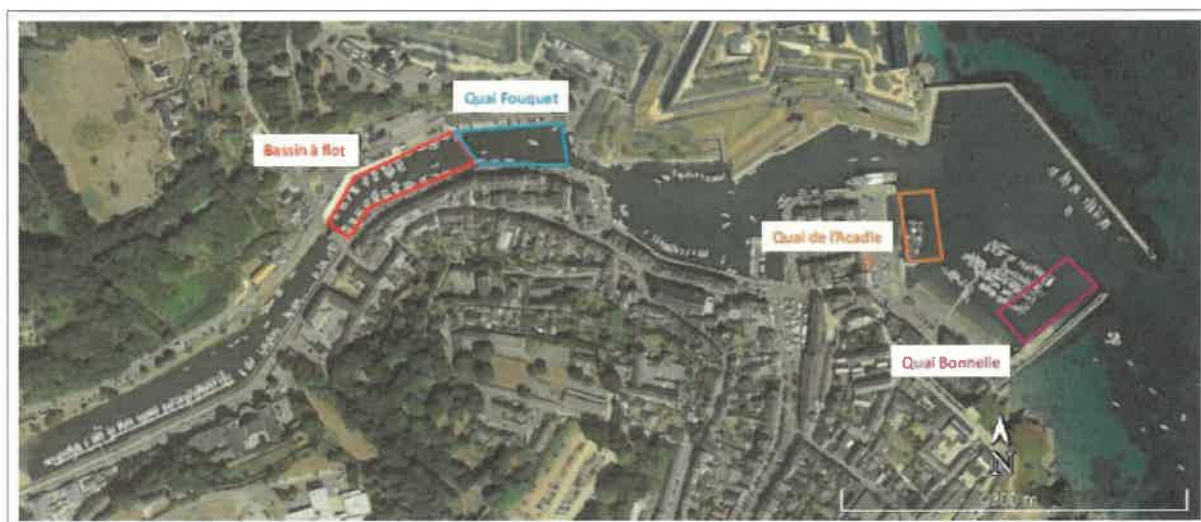 Quai Fouquet
Bassin à flot
Quai de l'Acadie
Quai Bonnelle
N